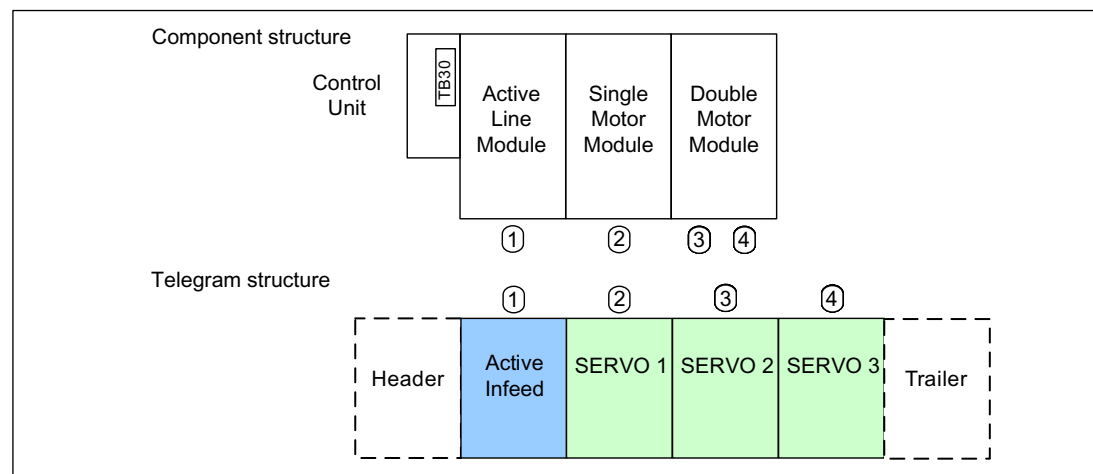 Component structure
Control
Unit
TB30
Active
Line
Module
Single
Motor
Module
Double
Motor
Module
1 2 3 4
Telegram structure
1 2 3 4
Header
Active
Infeed
SERVO 1
SERVO 2
SERVO 3
Trailer